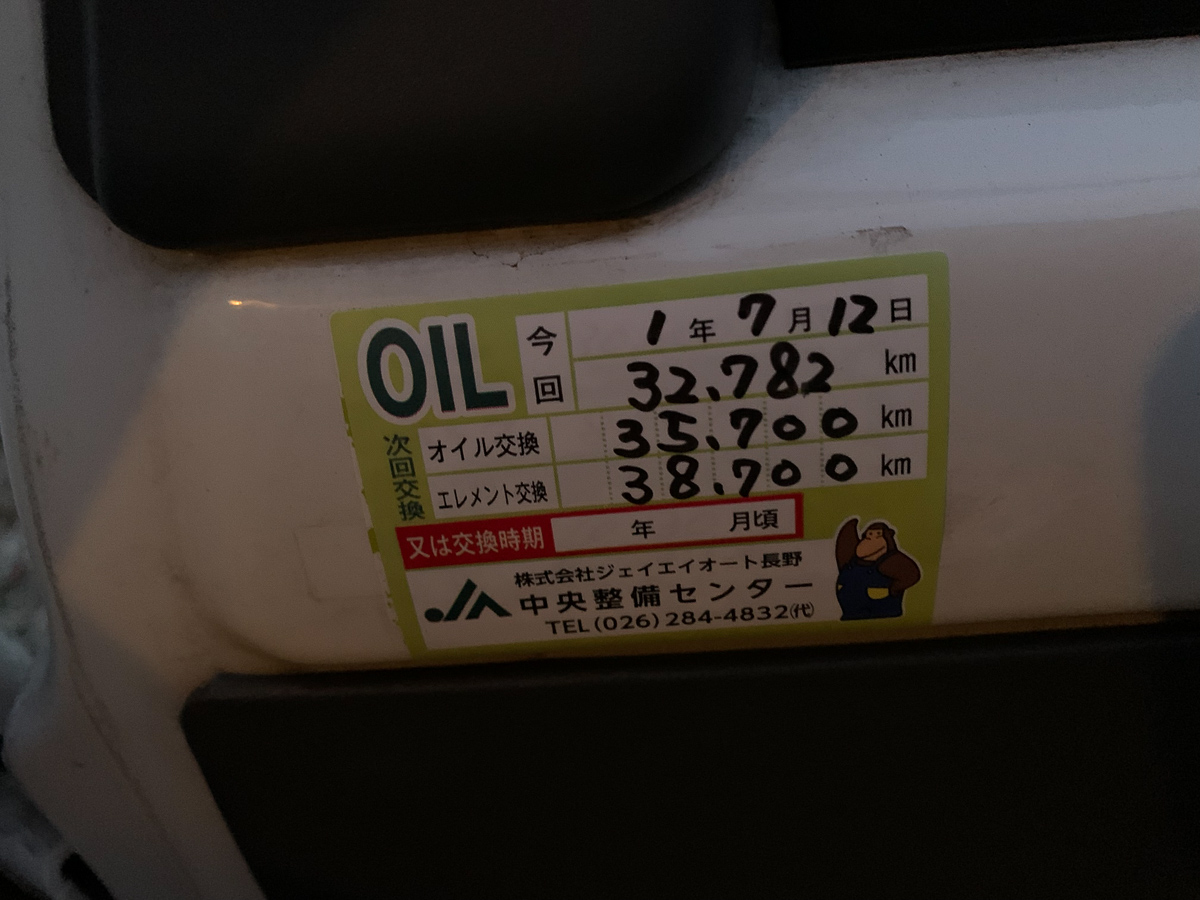 OIL
今回
1年7月12日
32.782 km
次回交換
オイル交換 35.700 km
エレメント交換 38.700 km
又は交換時期 年 月頃
株式会社ジェイエイオート長野
JA 中央整備センター
TEL(026)284-4832㈹